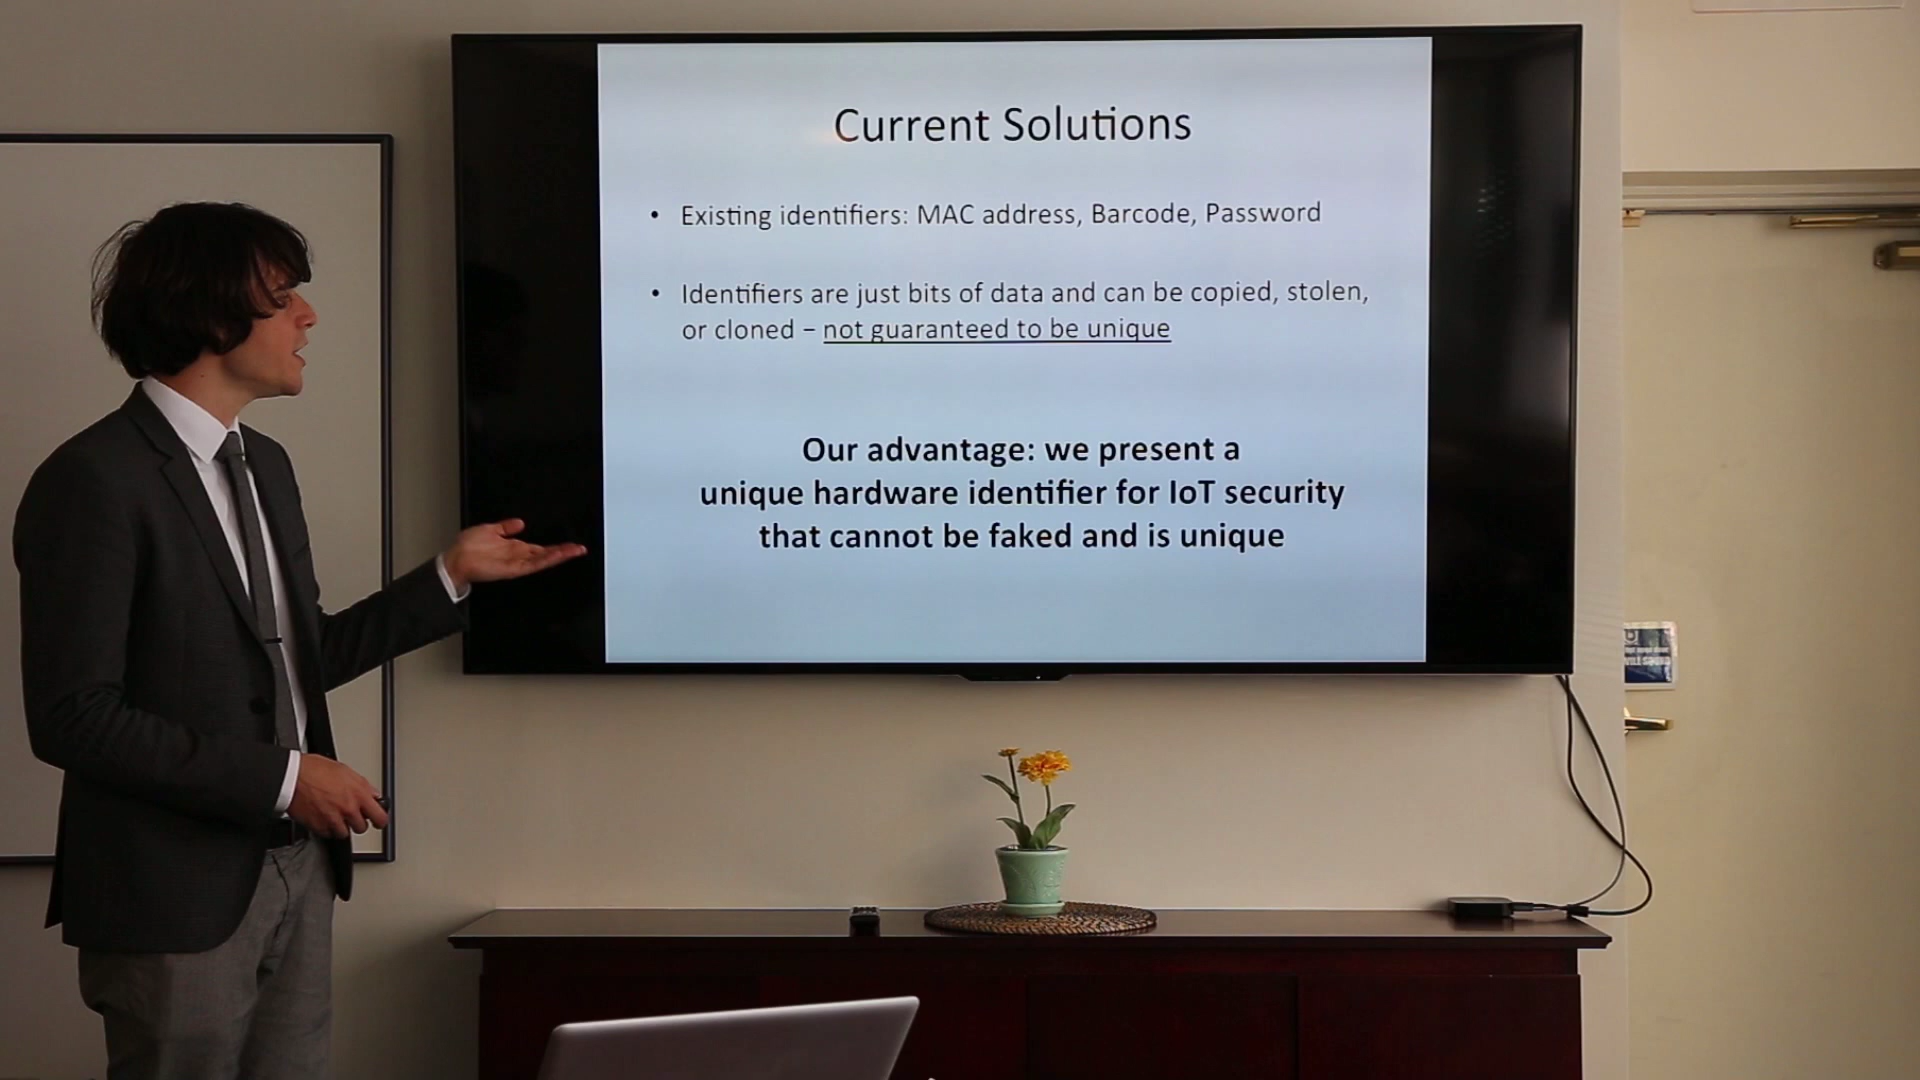 Current Solutions
• Existing identifiers: MAC address, Barcode, Password
• Identifiers are just bits of data and can be copied, stolen,
or cloned – not guaranteed to be unique
Our advantage: we present a
unique hardware identifier for IoT security
that cannot be faked and is unique